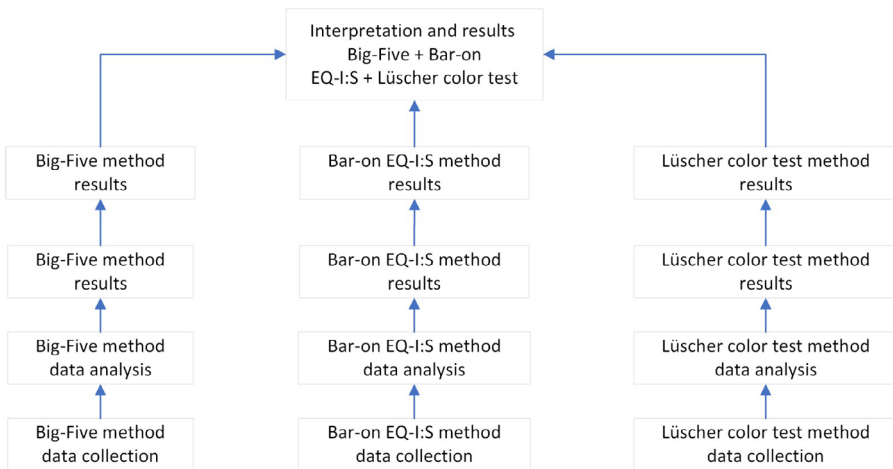 Interpretation and results
Big-Five + Bar-on
EQ-I:S + Lüscher color test
Big-Five method
results
Bar-on EQ-I:S method
results
Lüscher color test method
results
Big-Five method
results
Bar-on EQ-I:S method
results
Lüscher color test method
results
Big-Five method
data analysis
Bar-on EQ-I:S method
data analysis
Lüscher color test method
data analysis
Big-Five method
data collection
Bar-on EQ-I:S method
data collection
Lüscher color test method
data collection